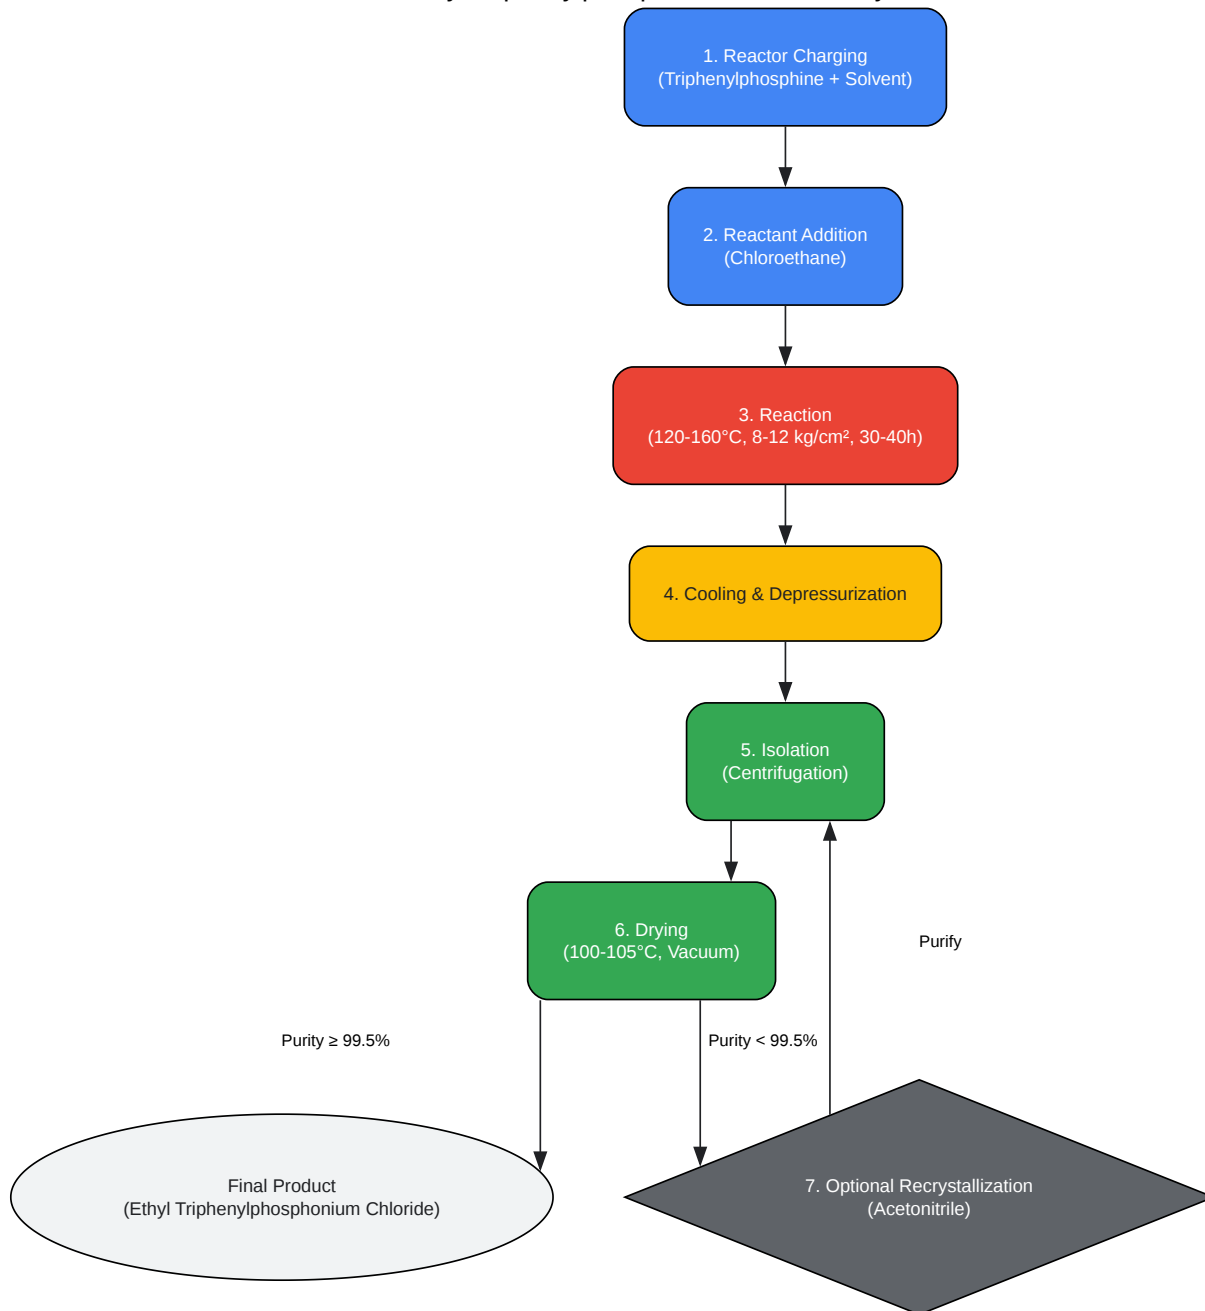 1. Reactor Charging
(Triphenylphosphine + Solvent)
2. Reactant Addition
(Chloroethane)
3. Reaction
(120-160°C, 8-12 kg/cm², 30-40h)
4. Cooling & Depressurization
5. Isolation
(Centrifugation)
6. Drying
(100-105°C, Vacuum)
Purify
Purity ≥ 99.5%
Purity < 99.5%
Final Product
(Ethyl Triphenylphosphonium Chloride)
7. Optional Recrystallization
(Acetonitrile)